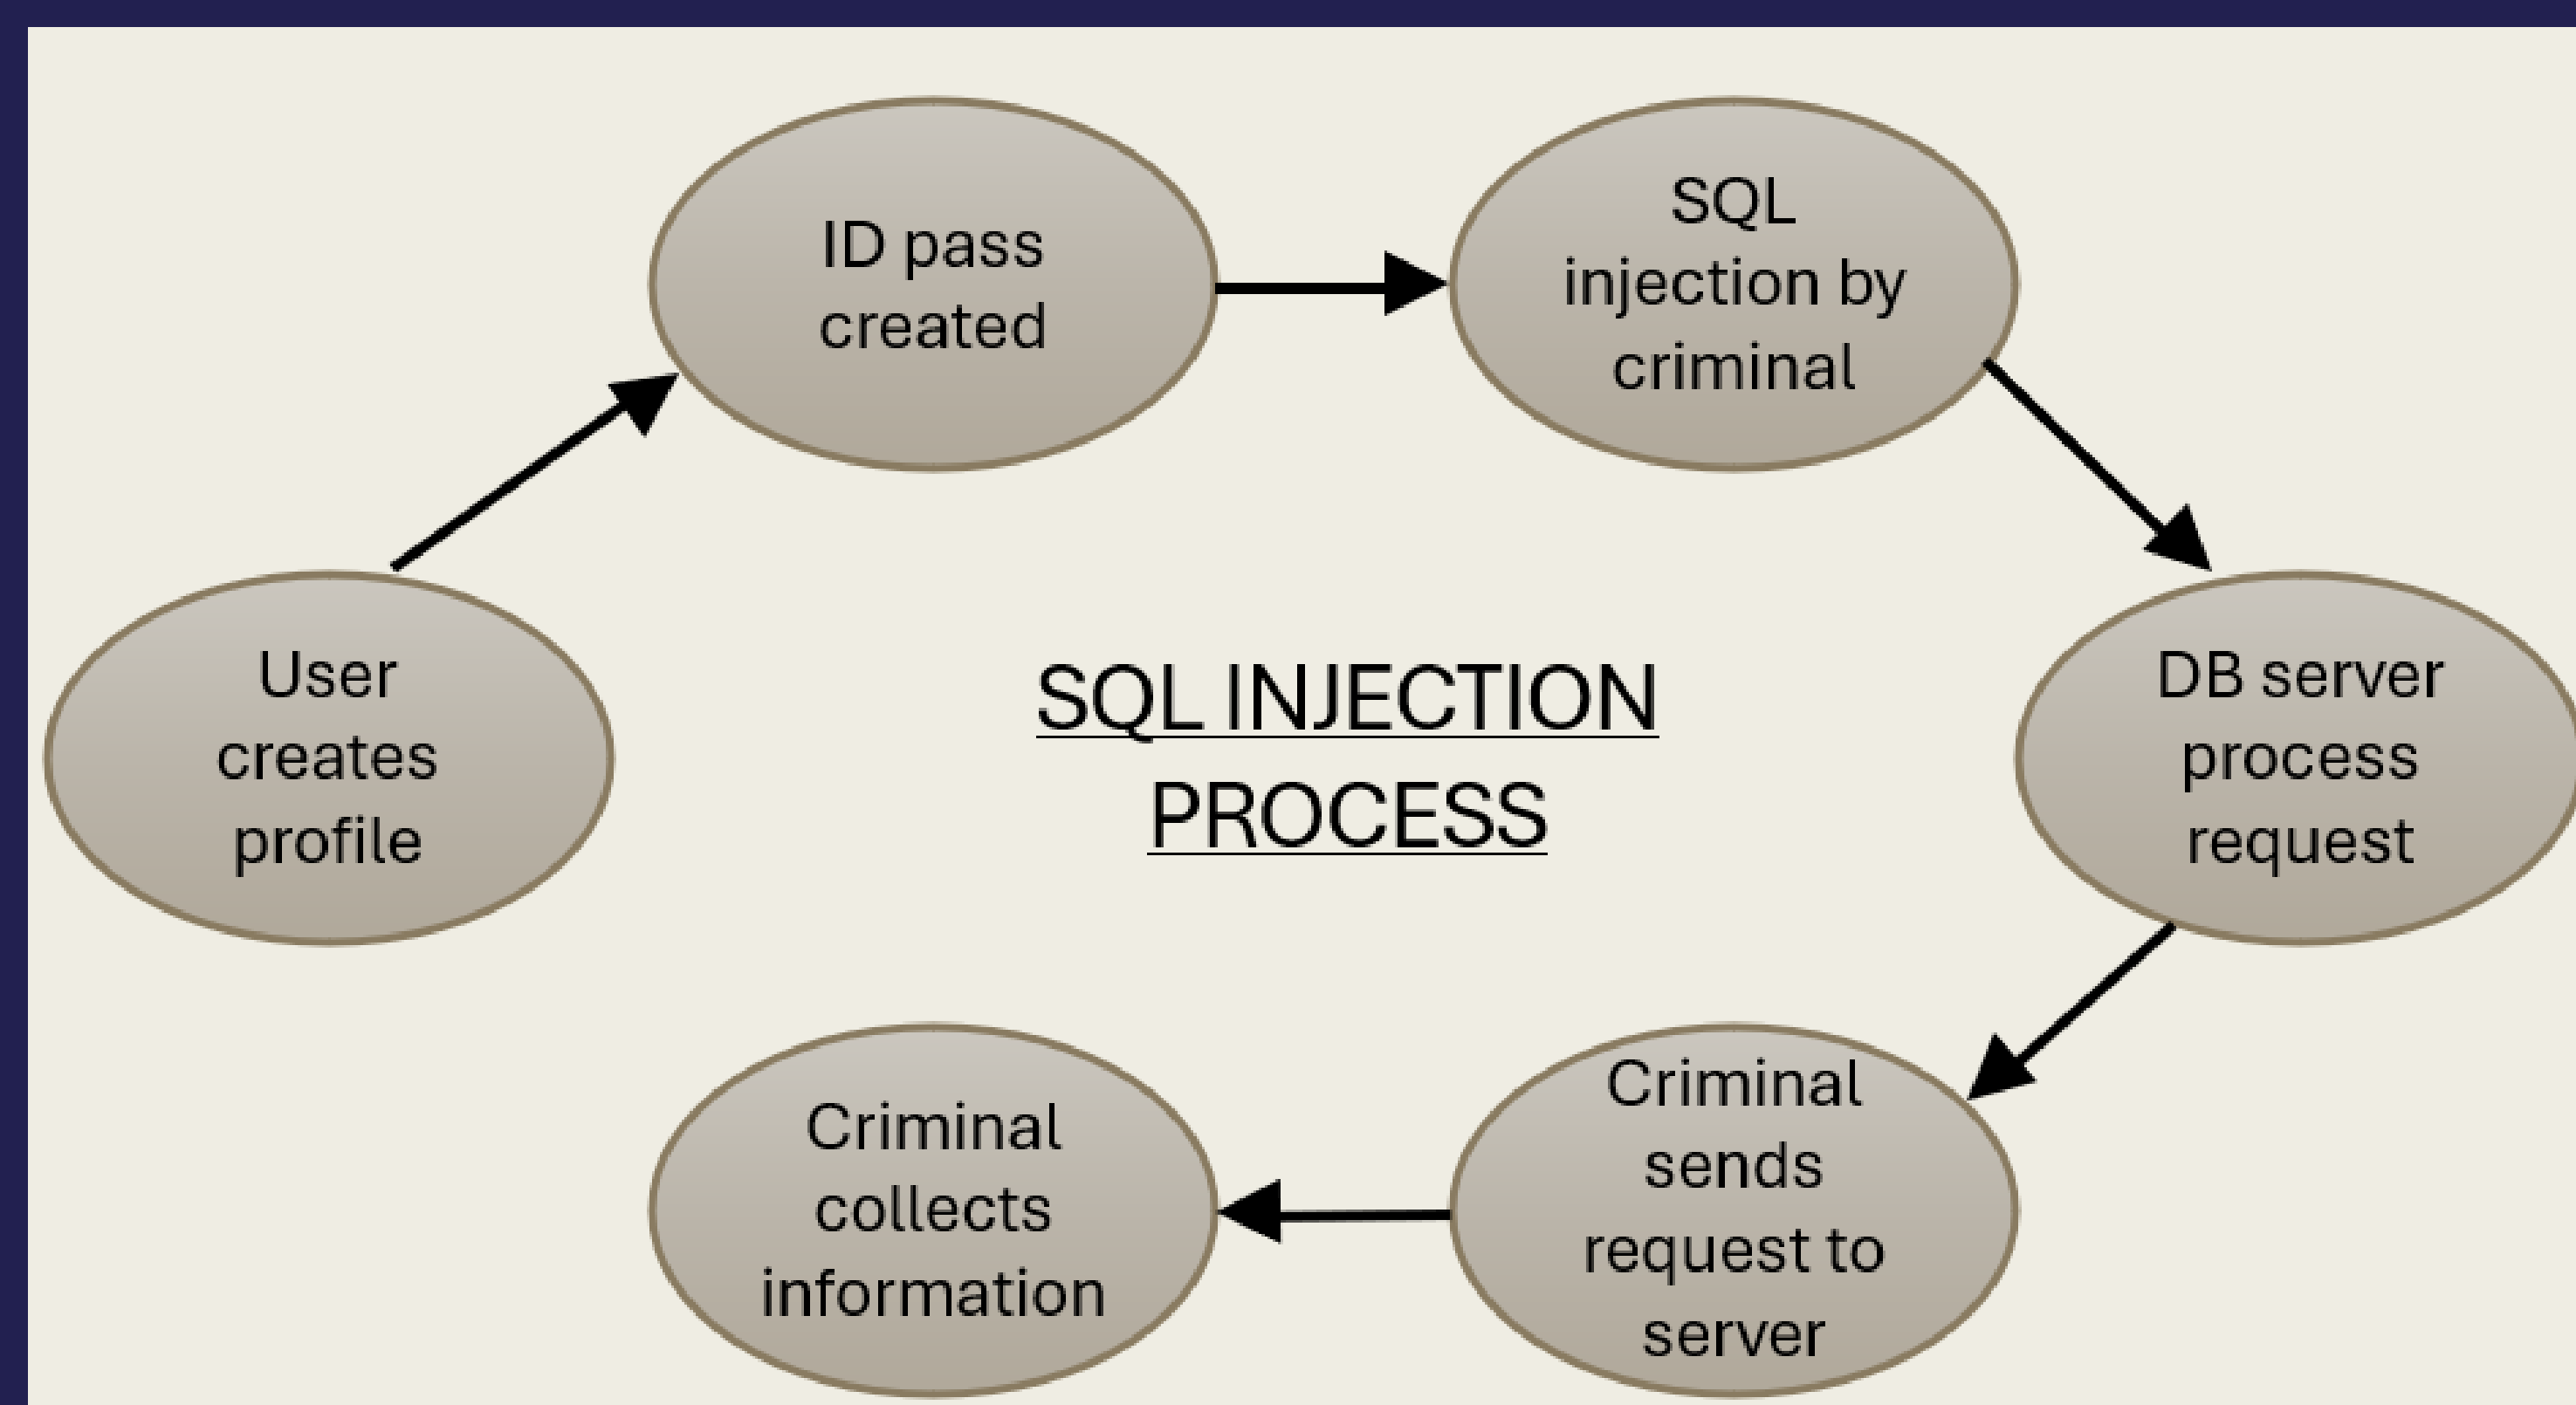 User
creates
profile
ID pass
created
SQL
injection by
criminal
DB server
process
request
Criminal
sends
request to
server
Criminal
collects
information
SQL INJECTION
PROCESS